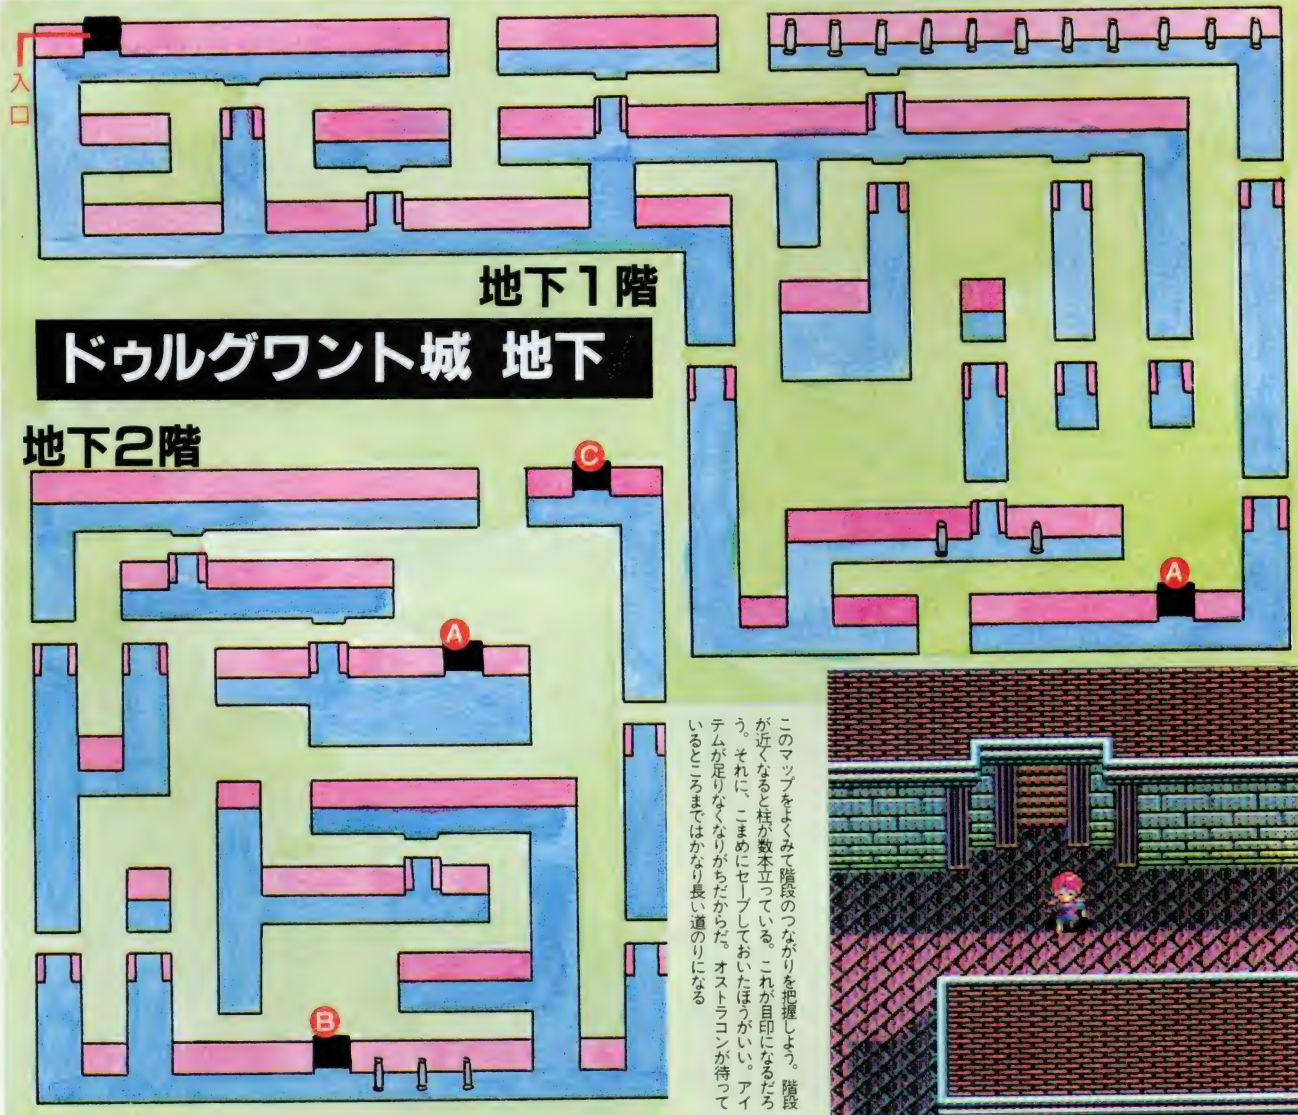 入口
地下1階
ドゥルグワント城 地下
地下2階
C
A
A
B
このマップをよくみて階段のつながりを把握しよう。階段
が近くなると柱が数本立っている。これが目印になるだろ
う。それに、こまめにセーブしておいたほうがいい。アイ
テムが足りなくなりがちだからだ。オストラコンが待って
いるところまではかなり長い道のりになる